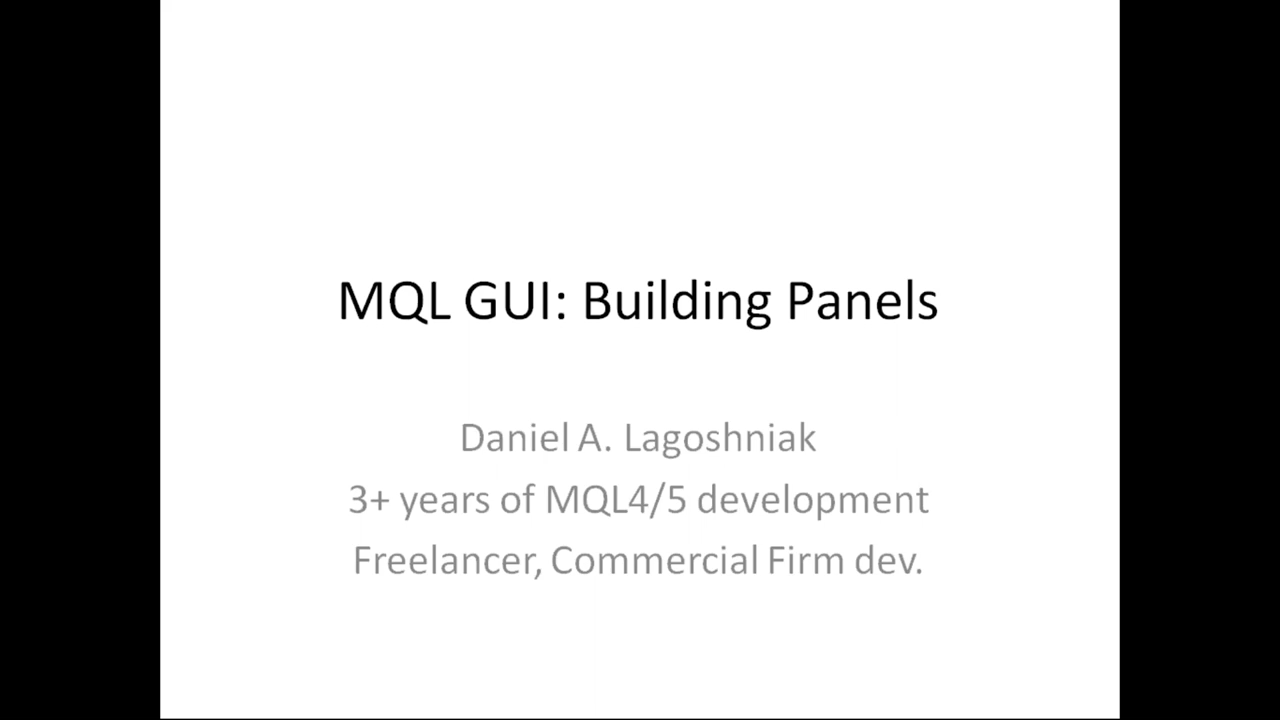 MQL GUI: Building Panels
Daniel A. Lagoshniak
3+ years of MQL4/5 development
Freelancer, Commercial Firm dev.